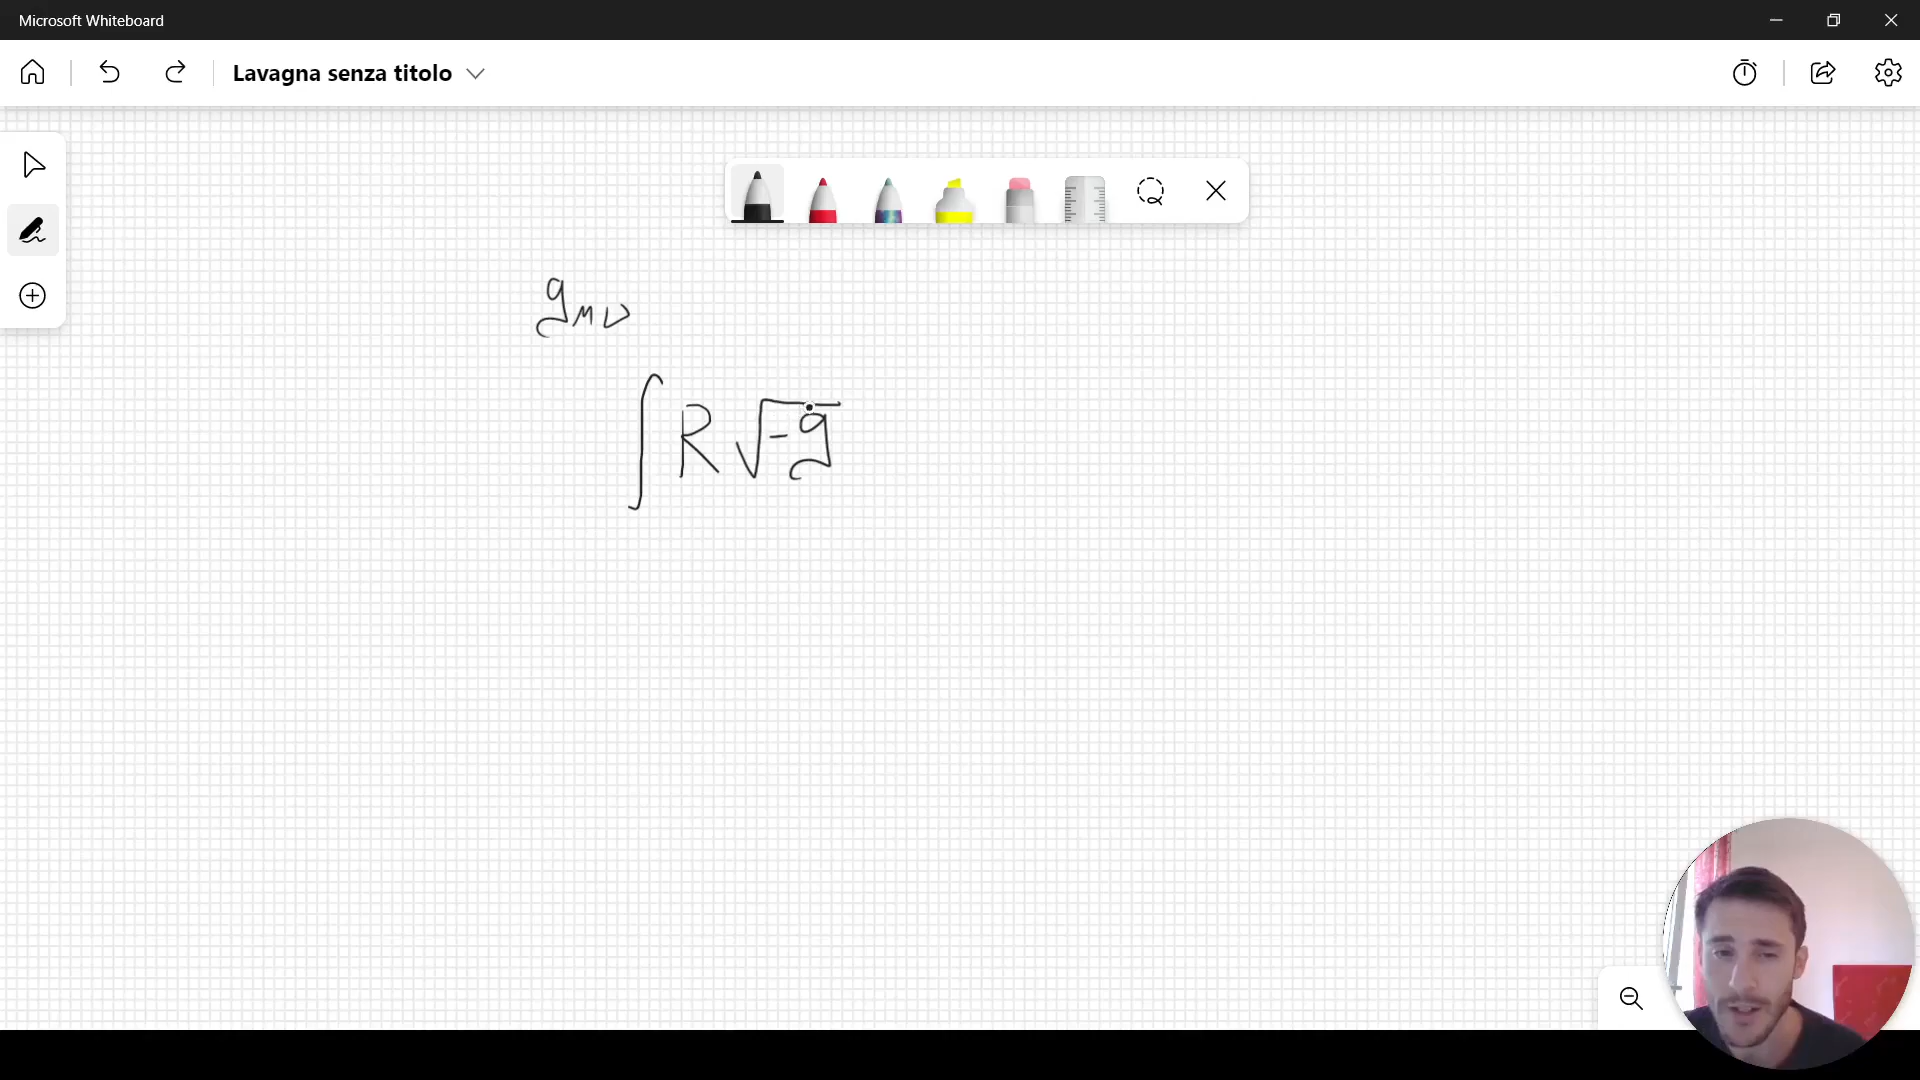 Microsoft Whiteboard
Lavagna senza titolo
g_{μν}
∫ R √-g